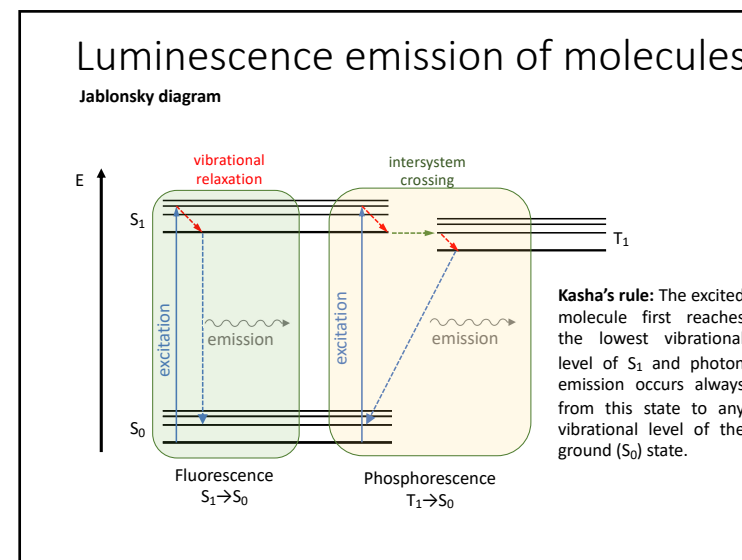 Luminescence emission of molecules
Jablonsky diagram
vibrational
relaxation
intersystem
crossing
E
S₁
T₁
excitation
emission
excitation
emission
S₀
Kasha’s rule: The excited
molecule first reaches
the lowest vibrational
level of S₁ and photon
emission occurs always
from this state to any
vibrational level of the
ground (S₀) state.
Fluorescence
S₁→S₀
Phosphorescence
T₁→S₀